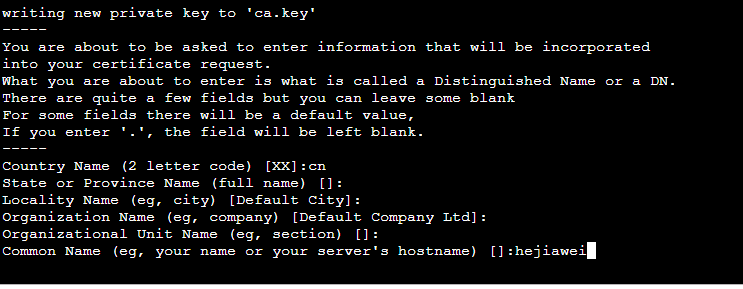 writing new private key to 'ca.key'
-----
You are about to be asked to enter information that will be incorporated
into your certificate request.
What you are about to enter is what is called a Distinguished Name or a DN.
There are quite a few fields but you can leave some blank
For some fields there will be a default value,
If you enter '.', the field will be left blank.
-----
Country Name (2 letter code) [XX]:cn
State or Province Name (full name) []:
Locality Name (eg, city) [Default City]:
Organization Name (eg, company) [Default Company Ltd]:
Organizational Unit Name (eg, section) []:
Common Name (eg, your name or your server's hostname) []:hejiawei